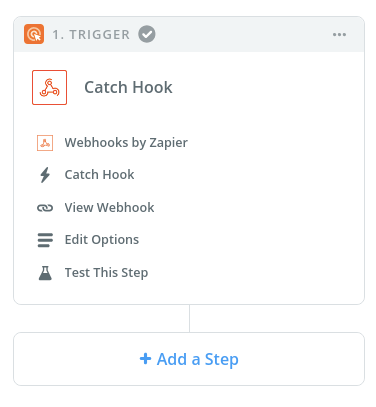 1. TRIGGER
Catch Hook
Webhooks by Zapier
Catch Hook
View Webhook
Edit Options
Test This Step
+ Add a Step